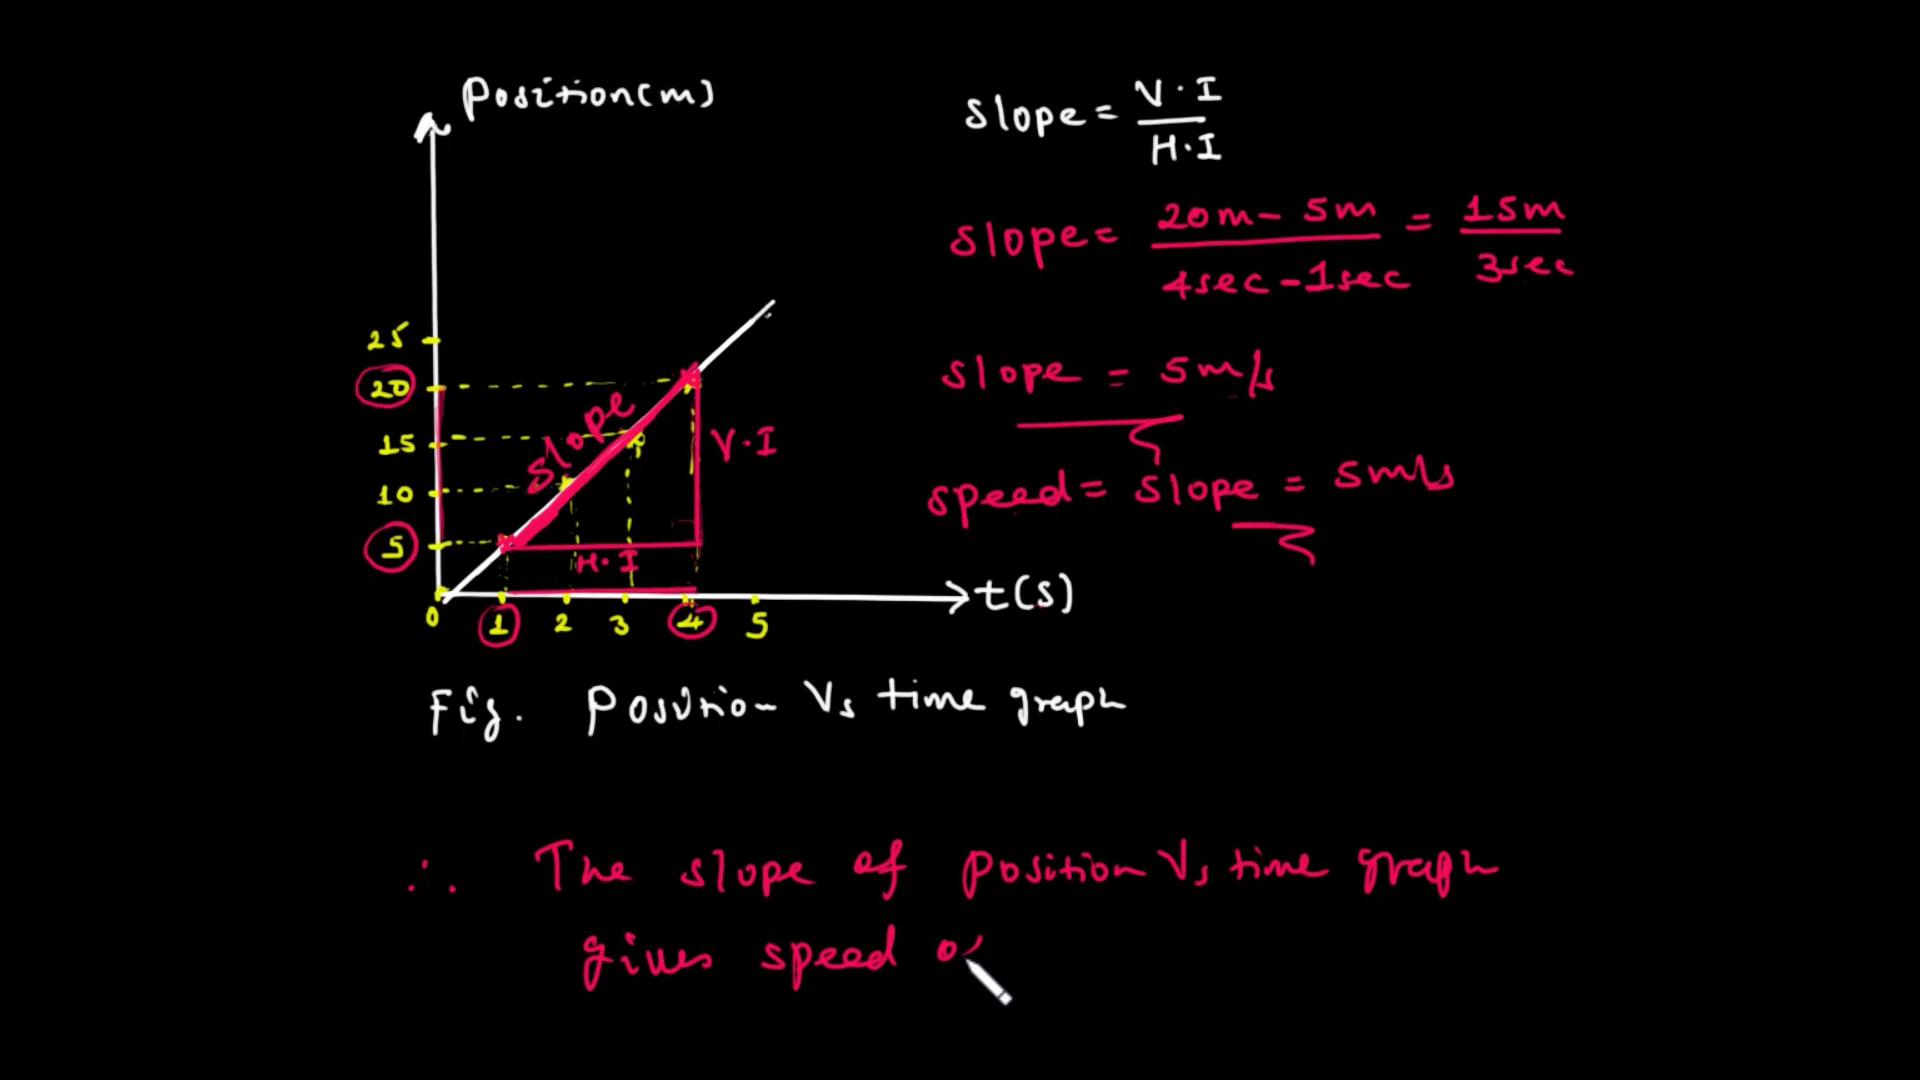 Position(m)
slope = V·I / H·I
slope = 20m - 5m / 4sec - 1sec = 15m / 3sec
slope = 5m/s
speed = slope = 5m/s
25
20
15
10
5
0
1 2 3 4 5
t(s)
slope
V·I
H·I
Fig. Position Vs time graph
∴ The slope of position Vs time graph
gives speed o